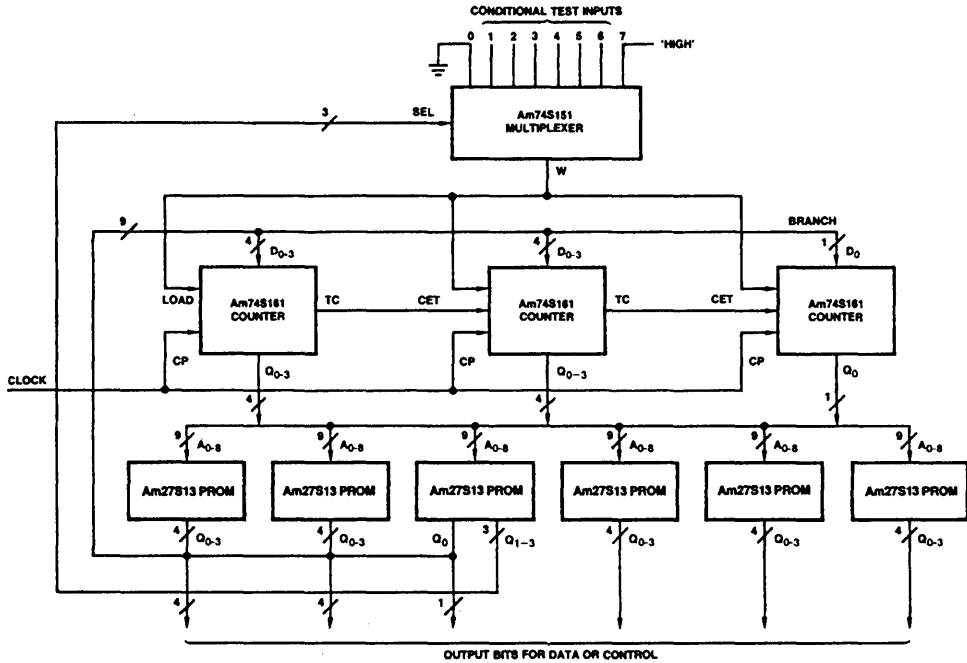 CONDITIONAL TEST INPUTS
0 1 2 3 4 5 6 7
'HIGH'
3
SEL
Am74S151
MULTIPLEXER
W
9
BRANCH
4
D0-3
4
D0-3
1
D0
LOAD
Am74S161
COUNTER
TC
CET
Am74S161
COUNTER
TC
CET
Am74S161
COUNTER
CP
CP
CP
CLOCK
Q0-3
4
Q0-3
4
Q0
1
9 A0-8
9 A0-8
9 A0-8
9 A0-8
9 A0-8
9 A0-8
Am27S13 PROM
Am27S13 PROM
Am27S13 PROM
Am27S13 PROM
Am27S13 PROM
Am27S13 PROM
4 Q0-3
4 Q0-3
Q0
3 Q1-3
4 Q0-3
4 Q0-3
4 Q0-3
4
4
1
OUTPUT BITS FOR DATA OR CONTROL